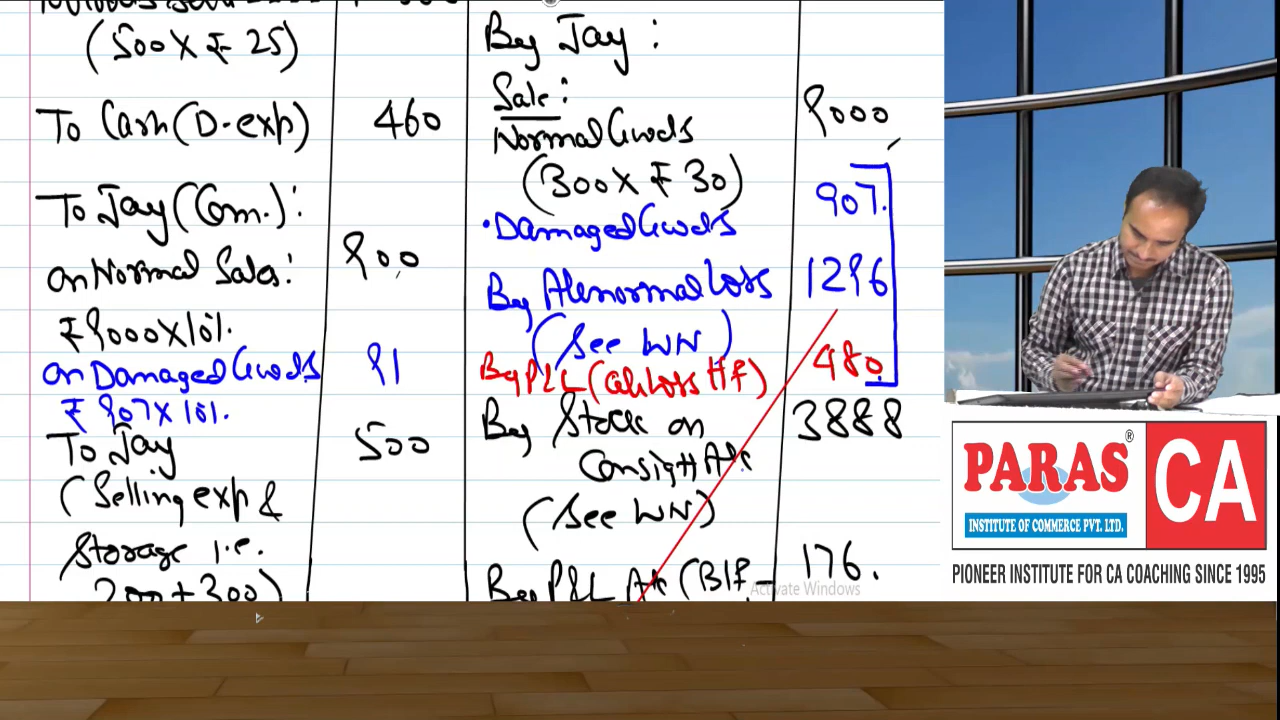 (500 X ₹ 25)
To Cash (D.exp) 460
To Jay (Com.):
on Normal Sales: 900
₹ 9000 X 10%.
on Damaged Goods 91
₹ 907 X 10%.
To Jay 500
(Selling exp &
Storage i.e.
200 + 300)
By Jay:
Sale:
Normal Goods 9000
(300 X ₹ 30)
Damaged Goods 907.
By Abnormal Loss 1296
(See WN)
By P&L (Ab Loss Hf) 480.
By Stock on 3888
Consigtt A/c
(See WN)
By P&L A/c (B/f - 176.
Activate Windows
PARAS®
INSTITUTE OF COMMERCE PVT. LTD.
CA
PIONEER INSTITUTE FOR CA COACHING SINCE 1995